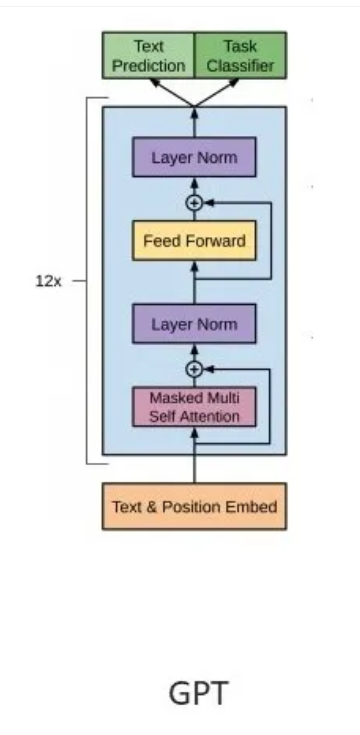 Text
Prediction
Task
Classifier
Layer Norm
Feed Forward
12x
Layer Norm
Masked Multi
Self Attention
Text & Position Embed
GPT